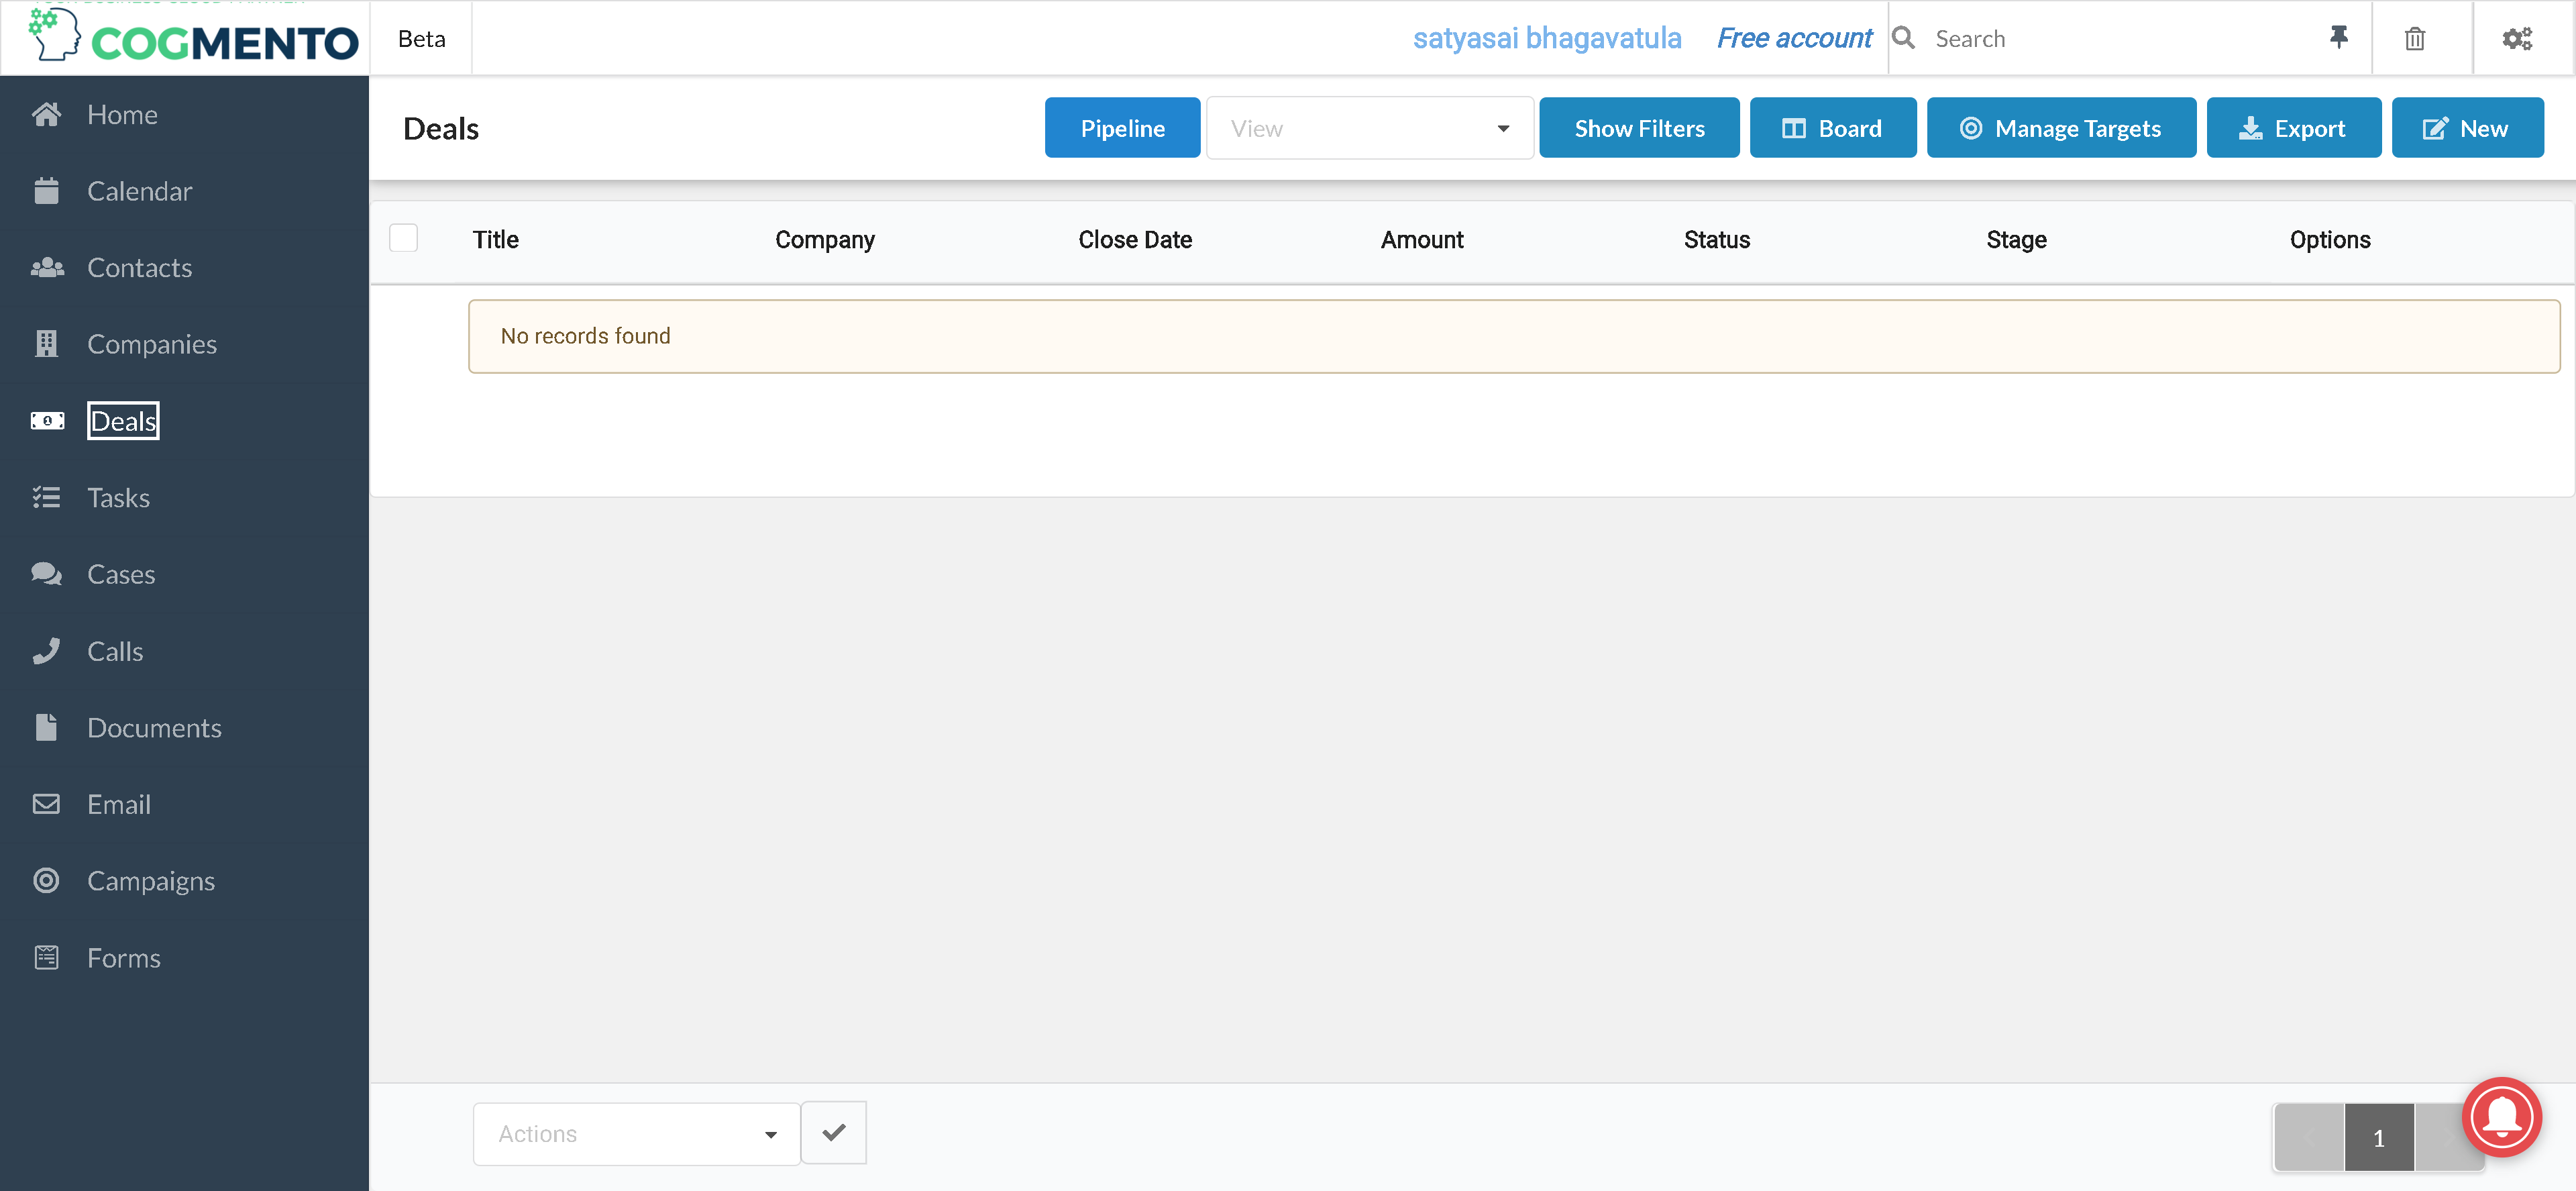 COGMENTO
Beta
satyasai bhagavatula
Free account
Search
Home
Calendar
Contacts
Companies
Deals
Tasks
Cases
Calls
Documents
Email
Campaigns
Forms
Deals
Pipeline
View
Show Filters
Board
Manage Targets
Export
New
Title
Company
Close Date
Amount
Status
Stage
Options
No records found
Actions
1